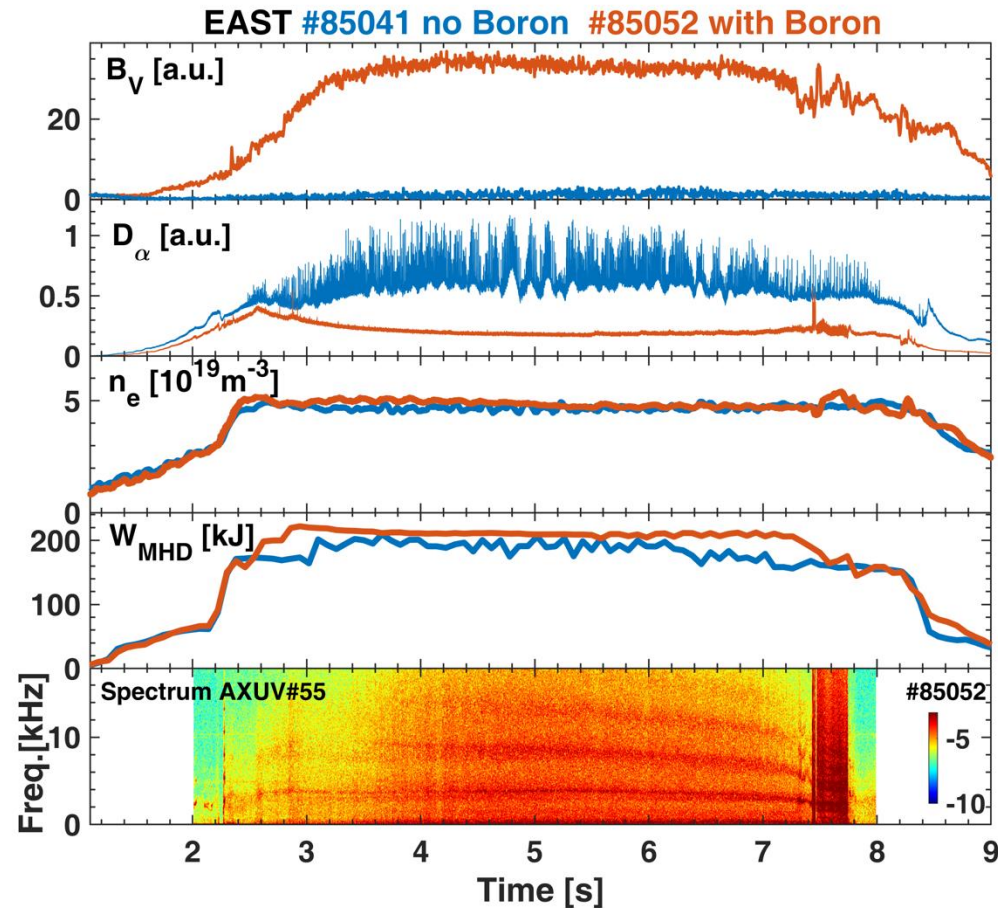 EAST #85041 no Boron #85052 with Boron
B_V [a.u.]
20
0
D_α [a.u.]
1
0.5
0
n_e [10^19 m^-3]
5
0
W_MHD [kJ]
200
100
0
Spectrum AXUV#55
#85052
Freq.[kHz]
10
0
-5
-10
2 3 4 5 6 7 8 9
Time [s]